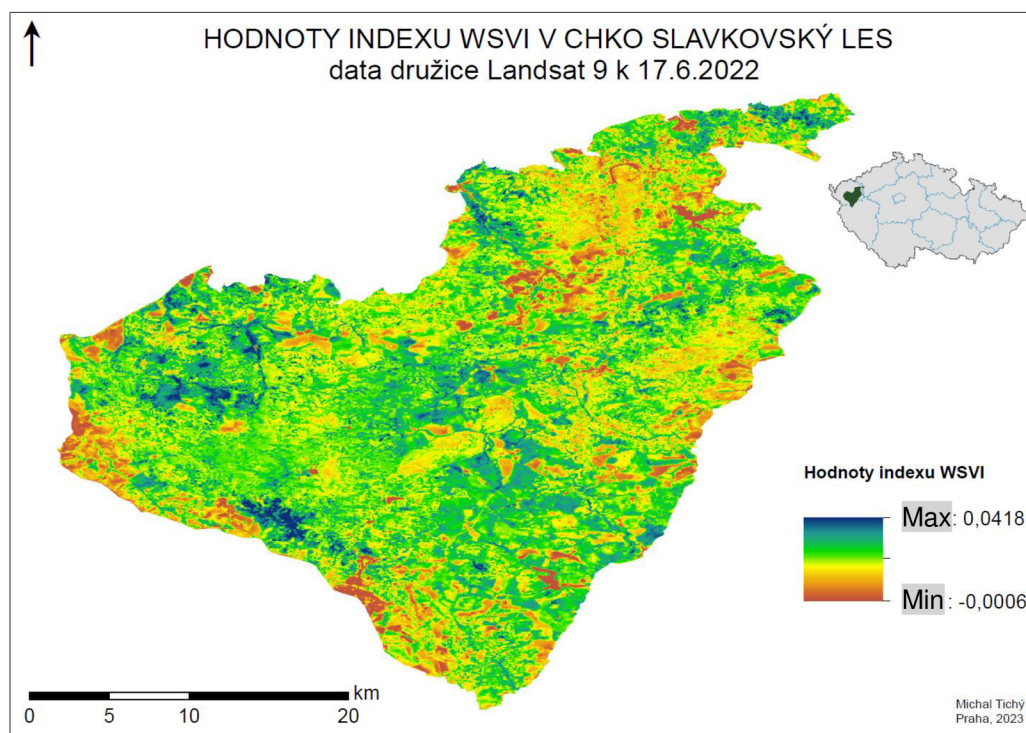 HODNOTY INDEXU WSVI V CHKO SLAVKOVSKÝ LES
data družice Landsat 9 k 17.6.2022
Hodnoty indexu WSVI
Max: 0,0418
Min : -0,0006
km
0 5 10 20
Michal Tichý
Praha, 2023